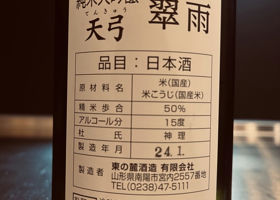 純米大吟醸
てんきゅう
天弓
翠雨
品目：日本酒
原材料名 米(国産)
米こうじ(国産米)
精米歩合 50%
アルコール分 15度
杜氏 神理
製造年月 24.1.
製造者 東の麓酒造 有限会社
山形県南陽市宮内2557番地
TEL (0238)47-5111